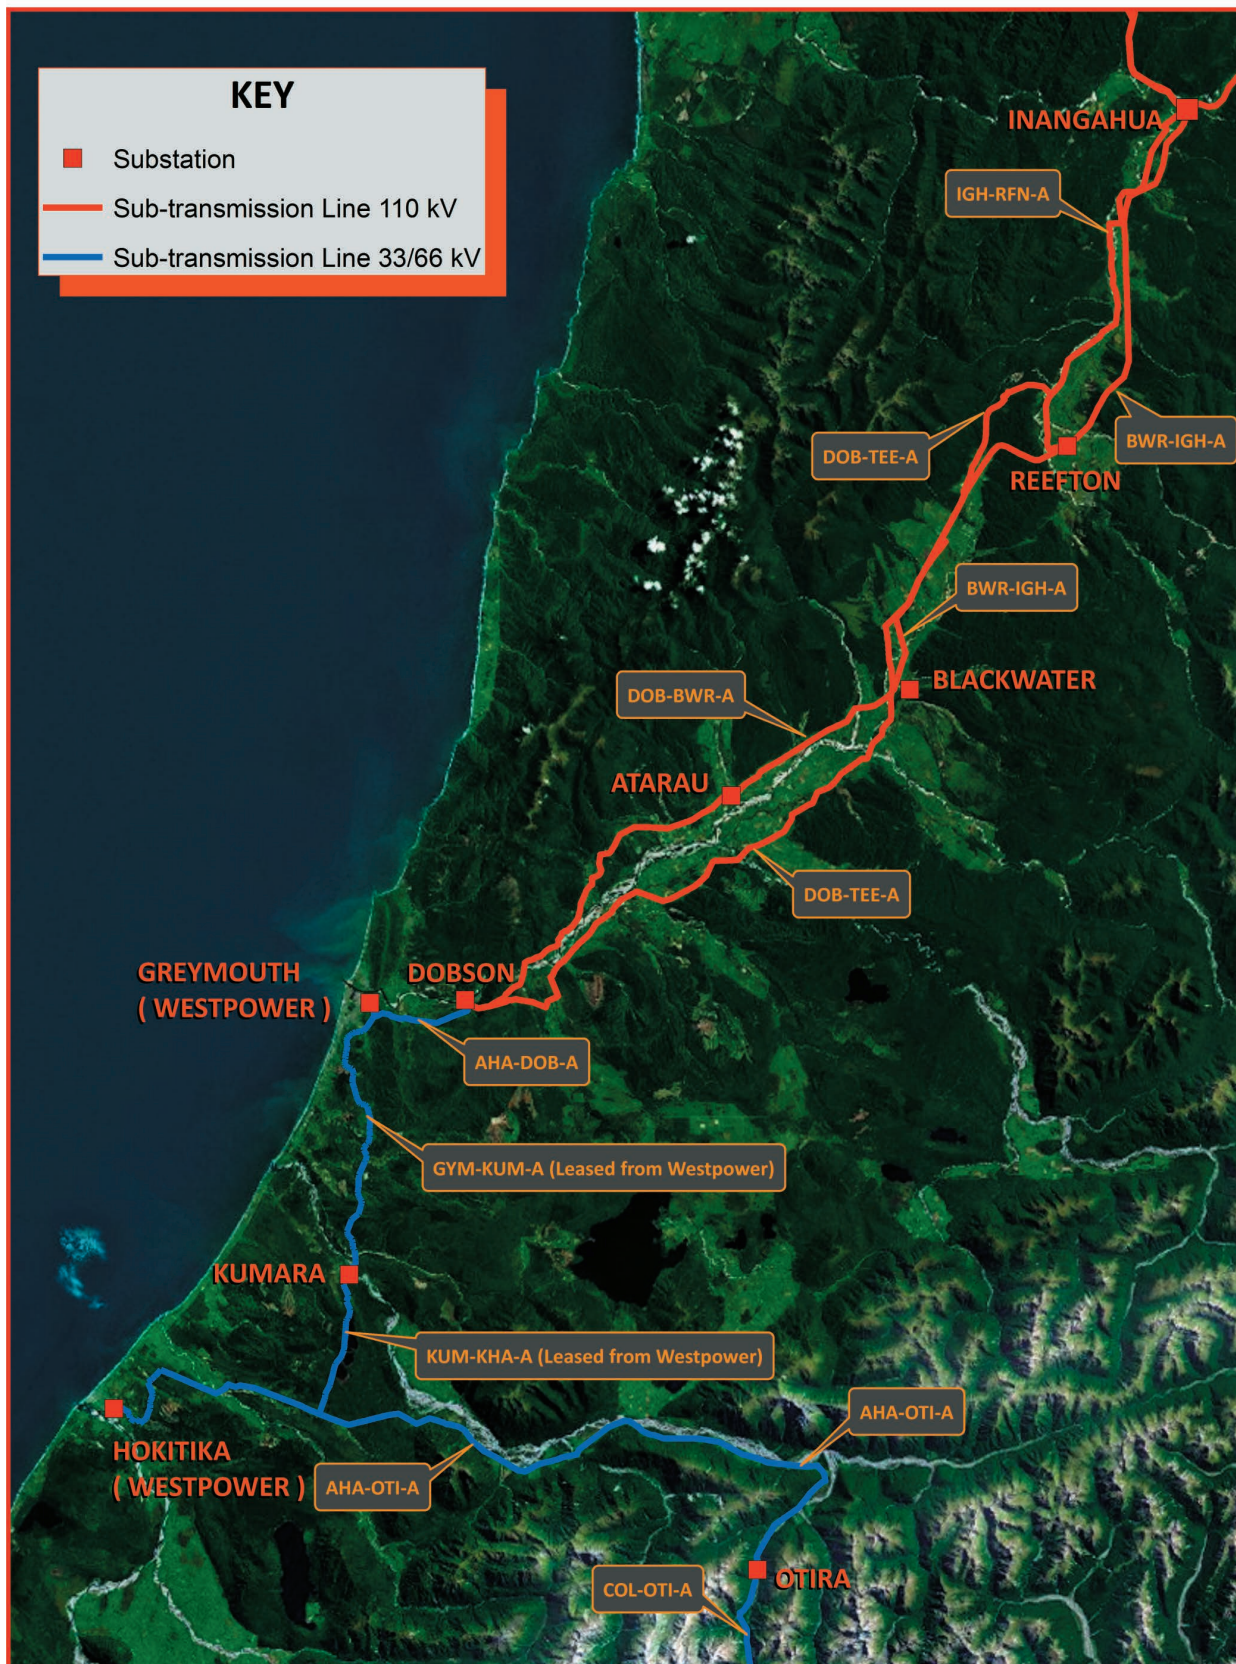 KEY
Substation
Sub-transmission Line 110 kV
Sub-transmission Line 33/66 kV
INANGAHUA
IGH-RFN-A
DOB-TEE-A
BWR-IGH-A
REEFTON
BWR-IGH-A
BLACKWATER
DOB-BWR-A
ATARAU
DOB-TEE-A
GREYMOUTH
( WESTPOWER )
DOBSON
AHA-DOB-A
GYM-KUM-A (Leased from Westpower)
KUMARA
KUM-KHA-A (Leased from Westpower)
AHA-OTI-A
HOKITIKA
( WESTPOWER )
AHA-OTI-A
OTIRA
COL-OTI-A